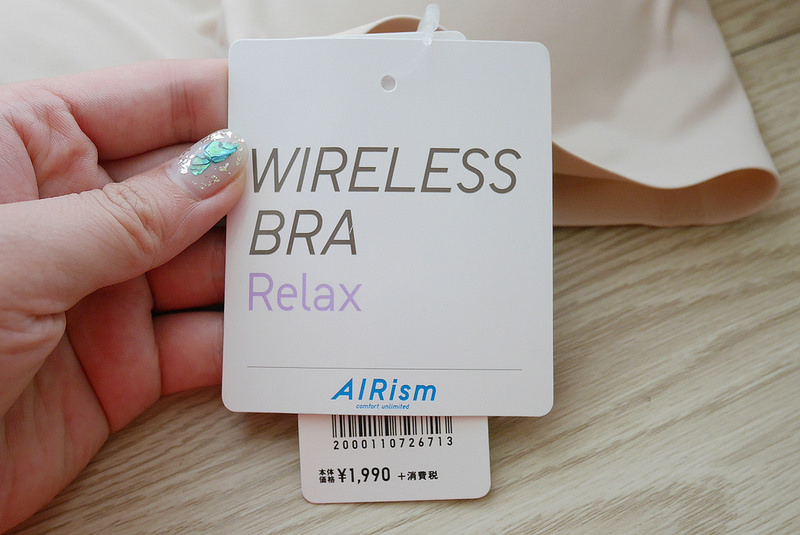 WIRELESS
BRA
Relax
AIRism
comfort unlimited
2000110726713
本体
価格 ¥1,990 +消費税